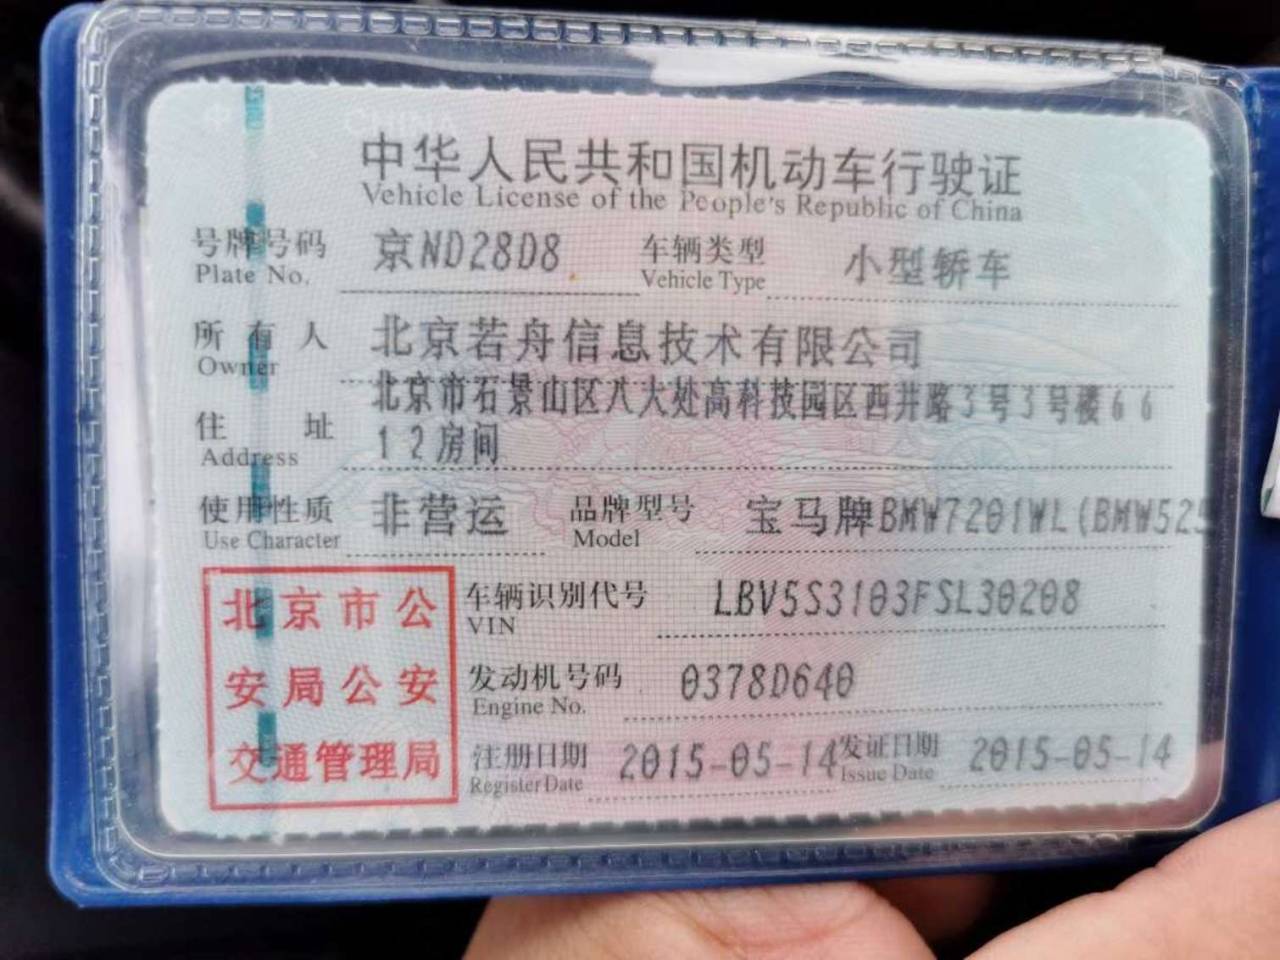 中华人民共和国机动车行驶证
Vehicle License of the People's Republic of China
号牌号码 京ND28D8 车辆类型 小型轿车
Plate No. Vehicle Type
所有人 北京若舟信息技术有限公司
Owner
北京市石景山区八大处高科技园区西井路3号3号楼66
住址 12房间
Address
使用性质 非营运 品牌型号 宝马牌BMW7201WL(BMW525
Use Character Model
北京市公 车辆识别代号 LBV5S3103FSL30208
VIN
安局公安 发动机号码 0378D640
Engine No.
交通管理局 注册日期 2015-05-14 发证日期 2015-05-14
Register Date Issue Date